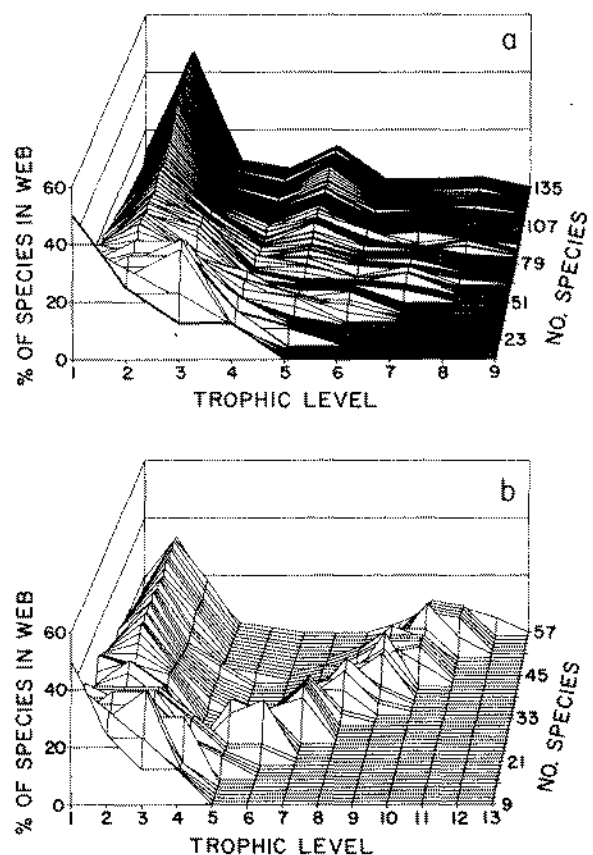 a
% OF SPECIES IN WEB
60
40
20
0
1 2 3 4 5 6 7 8 9
TROPHIC LEVEL
135
107
79
51
23
NO. SPECIES
b
% OF SPECIES IN WEB
60
40
20
0
1 2 3 4 5 6 7 8 9 10 11 12 13
TROPHIC LEVEL
57
45
33
21
9
NO. SPECIES